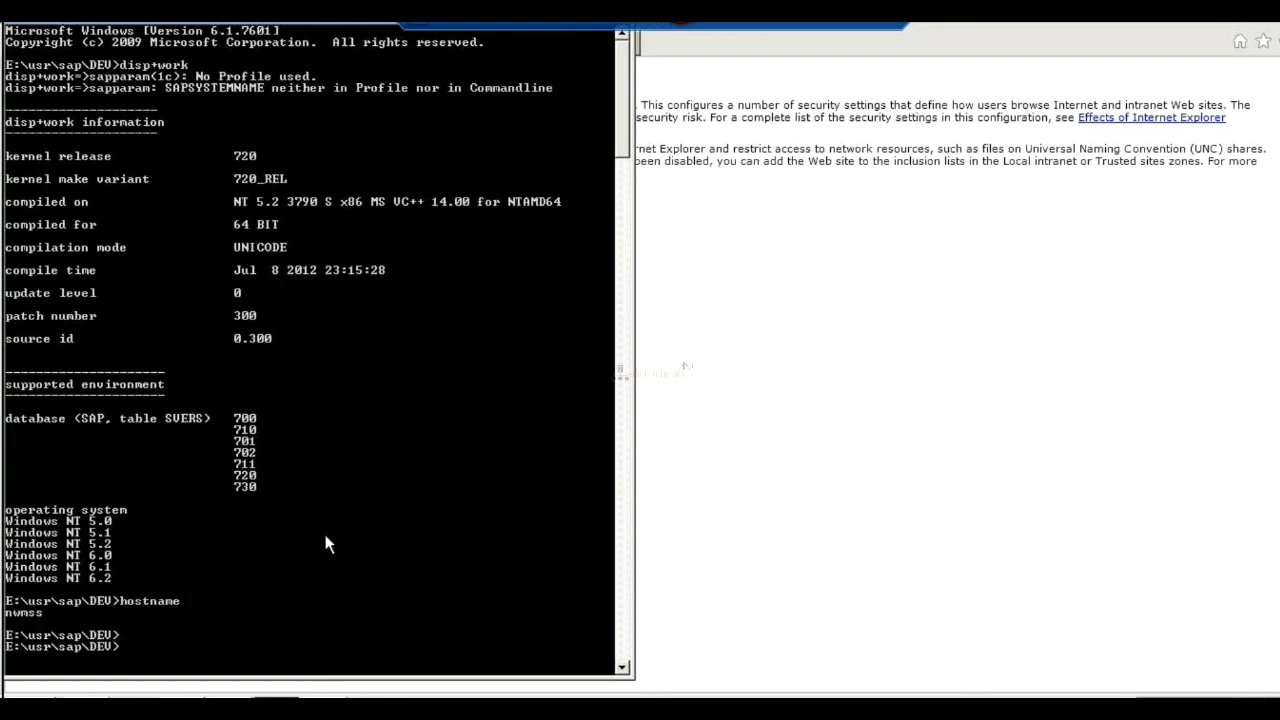 Microsoft Windows [Version 6.1.7601]
Copyright (c) 2009 Microsoft Corporation.  All rights reserved.
E:\usr\sap\DEV>disp+work
disp+work=>sapparam(1c): No Profile used.
disp+work=>sapparam: SAPSYSTEMNAME neither in Profile nor in Commandline
--------------------
disp+work information
--------------------
kernel release                720
kernel make variant           720_REL
compiled on                   NT 5.2 3790 S x86 MS VC++ 14.00 for NTAMD64
compiled for                  64 BIT
compilation mode              UNICODE
compile time                  Jul  8 2012 23:15:28
update level                  0
patch number                  300
source id                     0.300
---------------------
supported environment
---------------------
database (SAP, table SVERS)   700
710
701
702
711
720
730
operating system
Windows NT 5.0
Windows NT 5.1
Windows NT 5.2
Windows NT 6.0
Windows NT 6.1
Windows NT 6.2
E:\usr\sap\DEV>hostname
nwmss
E:\usr\sap\DEV>
E:\usr\sap\DEV>
. This configures a number of security settings that define how users browse Internet and intranet Web sites. The
security risk. For a complete list of the security settings in this configuration, see Effects of Internet Explorer
rnet Explorer and restrict access to network resources, such as files on Universal Naming Convention (UNC) shares.
been disabled, you can add the Web site to the inclusion lists in the Local intranet or Trusted sites zones. For more